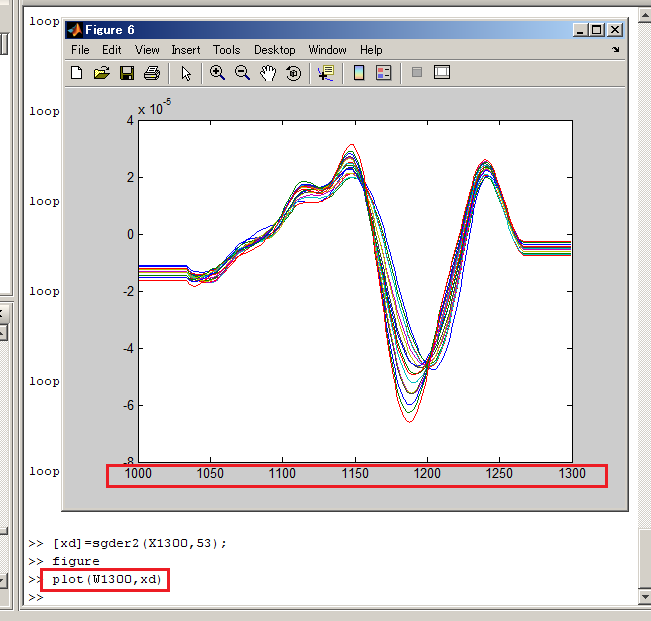 loop
Figure 6
File Edit View Insert Tools Desktop Window Help
x 10^-5
4
loop
2
loop
0
loop
-2
-4
loop
-6
-8
loop
1000 1050 1100 1150 1200 1250 1300
>> [xd]=sgder2(X1300,53);
>> figure
>> plot(W1300,xd)
>>